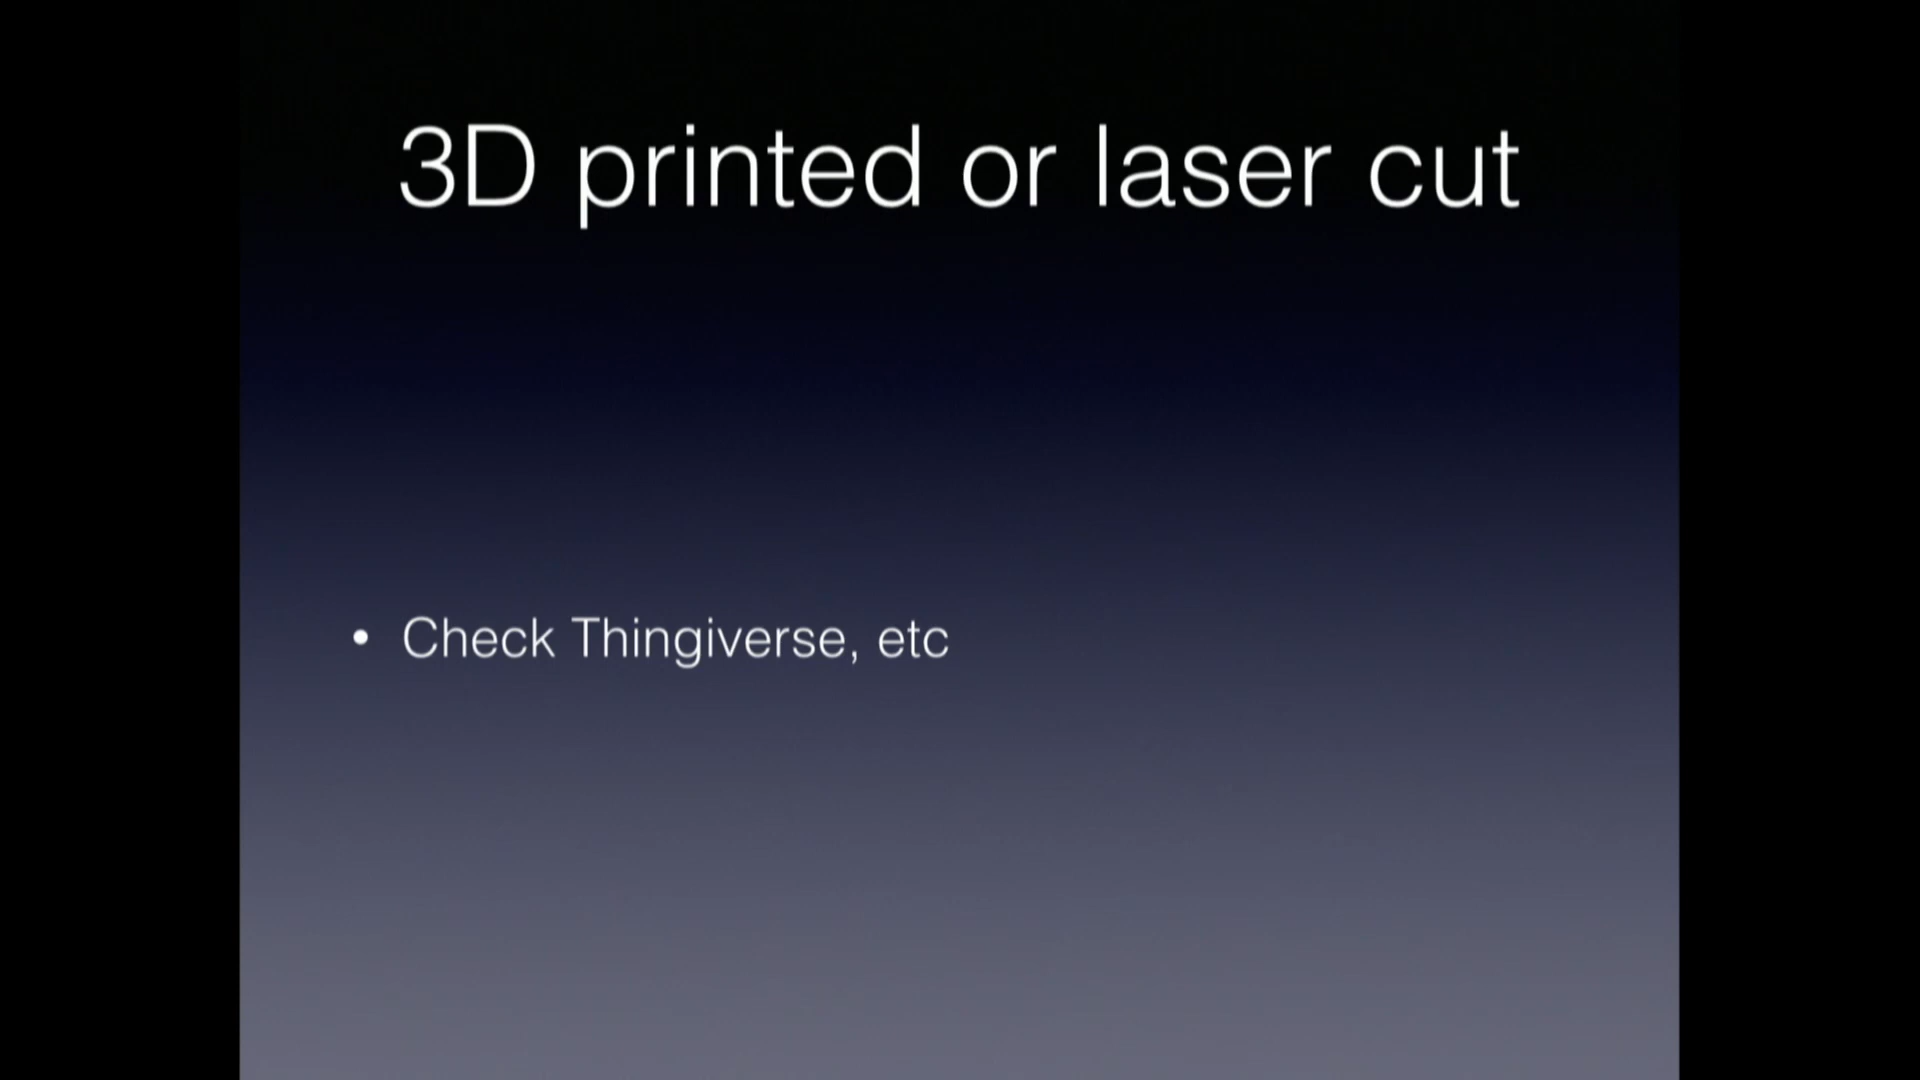 3D printed or laser cut
• Check Thingiverse, etc